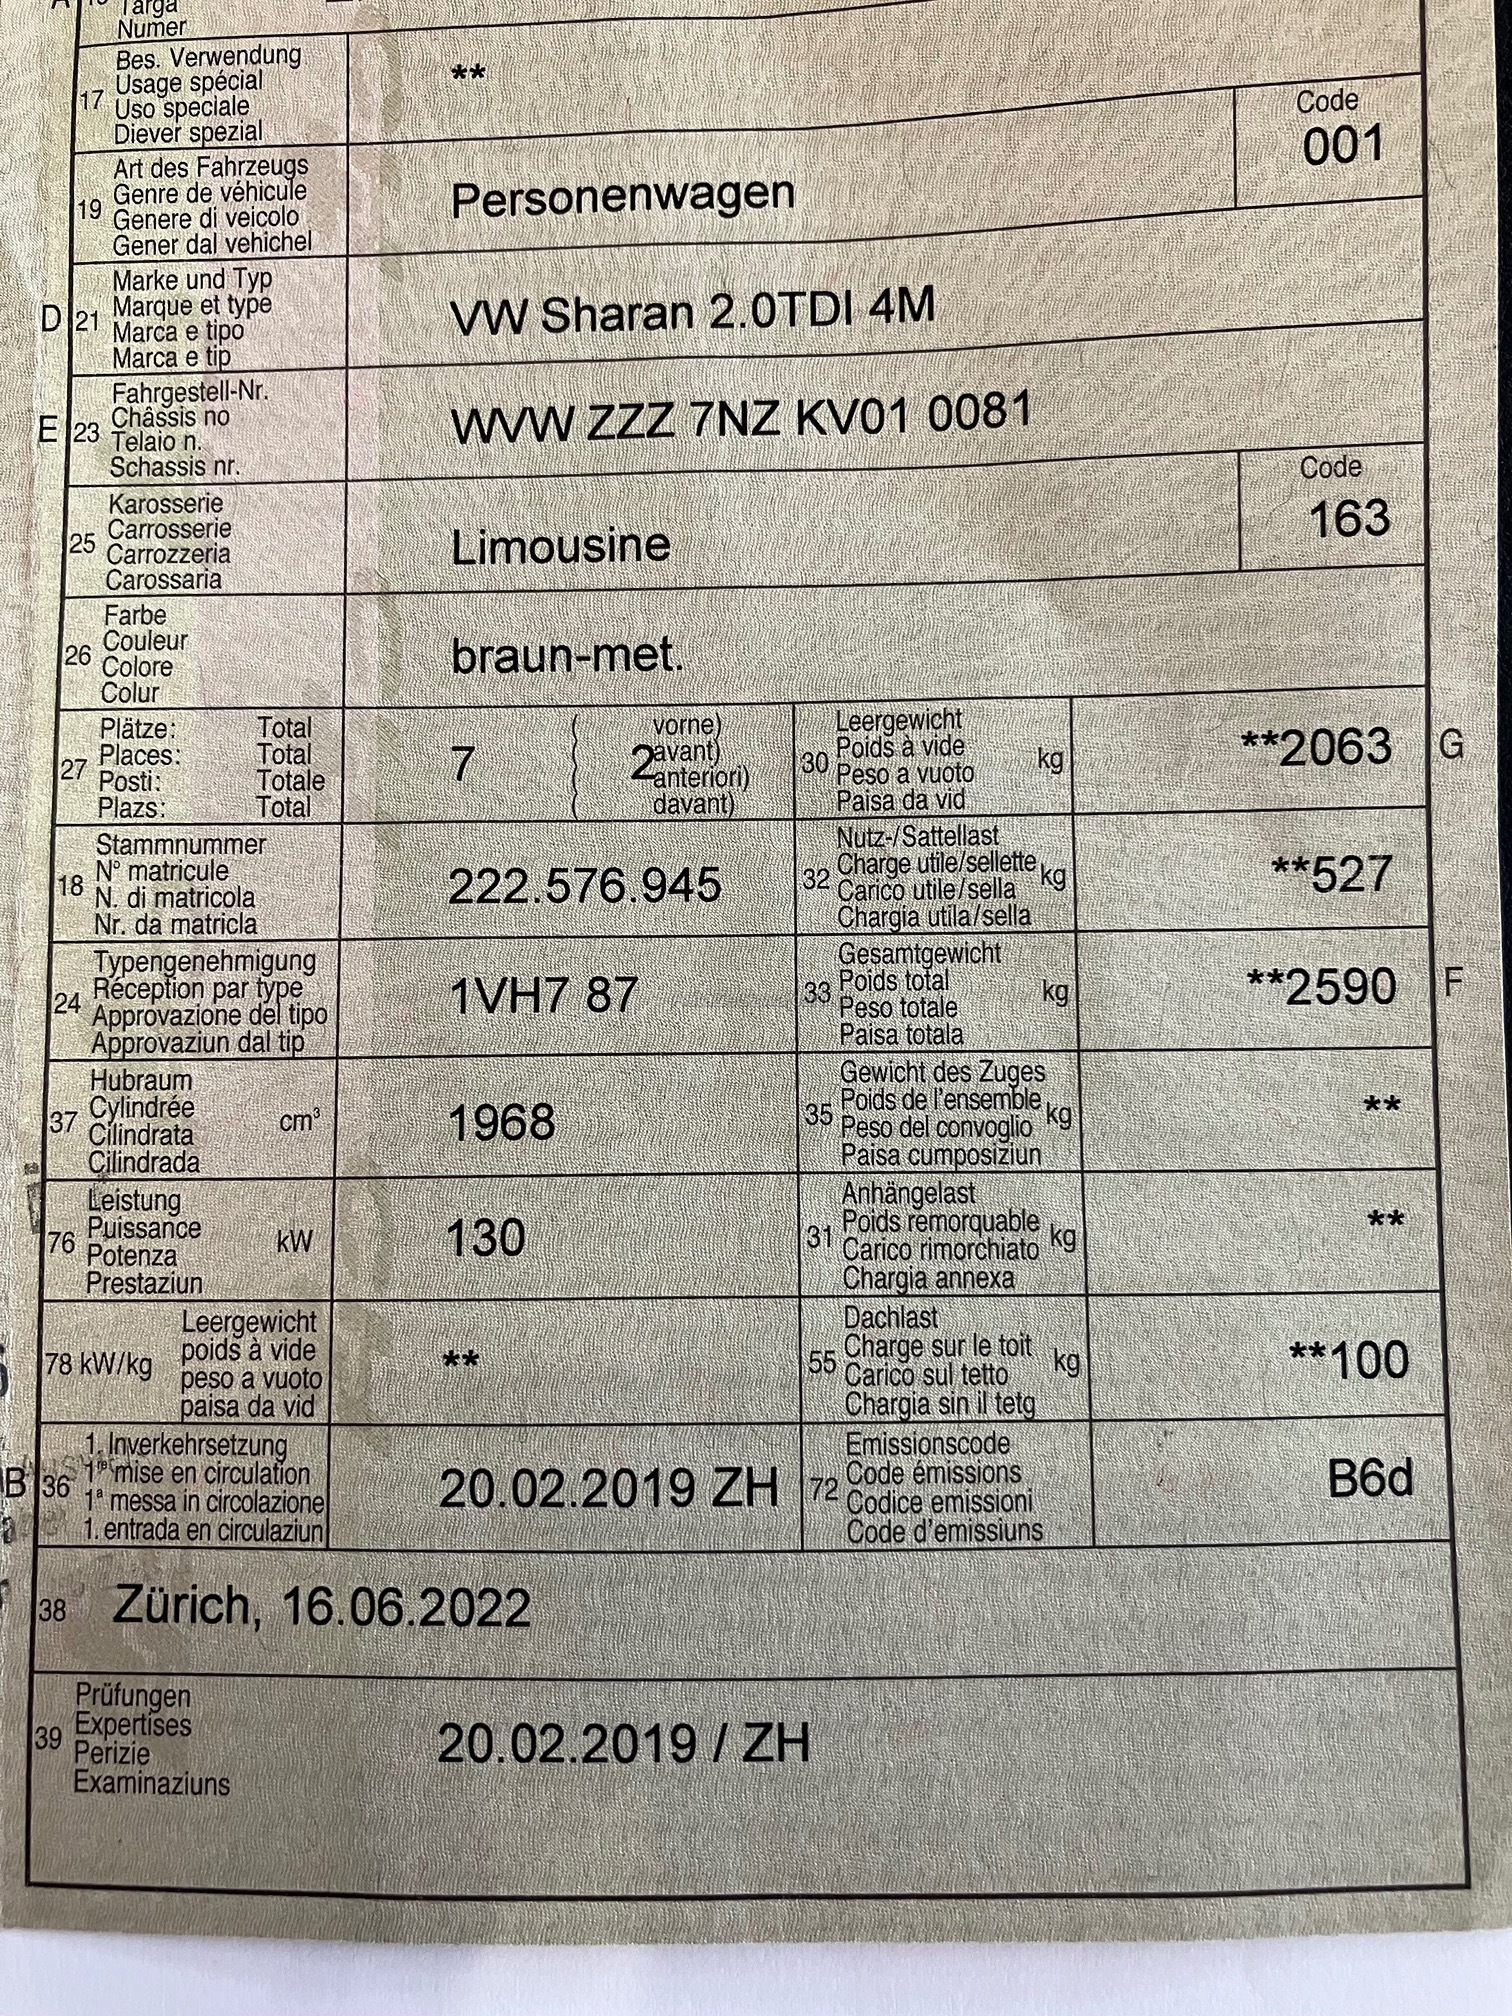 Targa
Numer
17 Bes. Verwendung
Usage spécial
Uso speciale
Diever spezial
**
19 Art des Fahrzeugs
Genre de véhicule
Genere di veicolo
Gener dal vehichel
Personenwagen
Code
001
D 21 Marke und Typ
Marque et type
Marca e tipo
Marca e tip
VW Sharan 2.0TDI 4M
E 23 Fahrgestell-Nr.
Châssis no
Telaio n.
Schassis nr.
WVW ZZZ 7NZ KV01 0081
25 Karosserie
Carrosserie
Carrozzeria
Carossaria
Limousine
Code
163
26 Farbe
Couleur
Colore
Colur
braun-met.
27 Plätze: Total
Places: Total
Posti: Totale
Plazs: Total
7
( vorne)
( 2 avant)
( anteriori)
( davant)
30 Leergewicht
Poids à vide kg
Peso a vuoto
Paisa da vid
**2063 G
18 Stammnummer
N° matricule
N. di matricola
Nr. da matricla
222.576.945
32 Nutz-/Sattellast
Charge utile/sellette kg
Carico utile/sella
Chargia utila/sella
**527
24 Typengenehmigung
Réception par type
Approvazione del tipo
Approvaziun dal tip
1VH7 87
33 Gesamtgewicht
Poids total kg
Peso totale
Paisa totala
**2590 F
37 Hubraum
Cylindrée cm³
Cilindrata
Cilindrada
1968
35 Gewicht des Zuges
Poids de l'ensemble kg
Peso del convoglio
Paisa cumposiziun
**
76 Leistung
Puissance kW
Potenza
Prestaziun
130
31 Anhängelast
Poids remorquable kg
Carico rimorchiato
Chargia annexa
**
78 kW/kg Leergewicht
poids à vide
peso a vuoto
paisa da vid
**
55 Dachlast
Charge sur le toit kg
Carico sul tetto
Chargia sin il tetg
**100
B 36 1. Inverkehrsetzung
1re mise en circulation
1a messa in circolazione
1. entrada en circulaziun
20.02.2019 ZH
72 Emissionscode
Code émissions
Codice emissioni
Code d'emissiuns
B6d
38 Zürich, 16.06.2022
39 Prüfungen
Expertises
Perizie
Examinaziuns
20.02.2019 / ZH